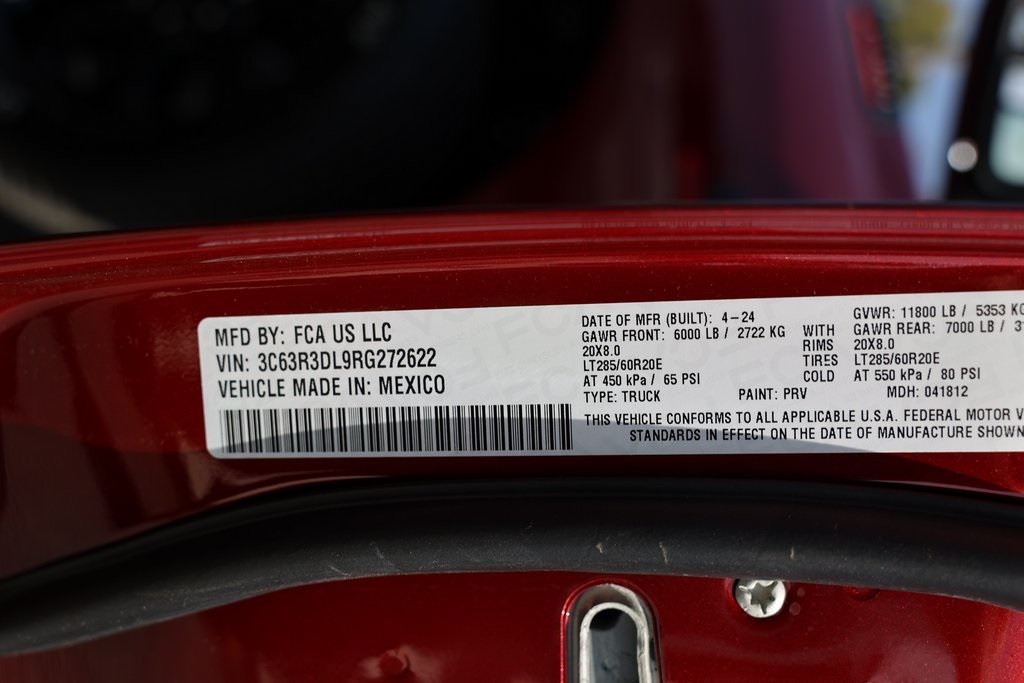 MFD BY: FCA US LLC
VIN: 3C63R3DL9RG272622
VEHICLE MADE IN: MEXICO
DATE OF MFR (BUILT): 4-24
GAWR FRONT: 6000 LB / 2722 KG
20X8.0
LT285/60R20E
AT 450 kPa / 65 PSI
TYPE: TRUCK
PAINT: PRV
WITH
RIMS
TIRES
COLD
GVWR: 11800 LB / 5353 KG
GAWR REAR: 7000 LB /
20X8.0
LT285/60R20E
AT 550 kPa / 80 PSI
MDH: 041812
THIS VEHICLE CONFORMS TO ALL APPLICABLE U.S.A. FEDERAL MOTOR
STANDARDS IN EFFECT ON THE DATE OF MANUFACTURE SHOWN